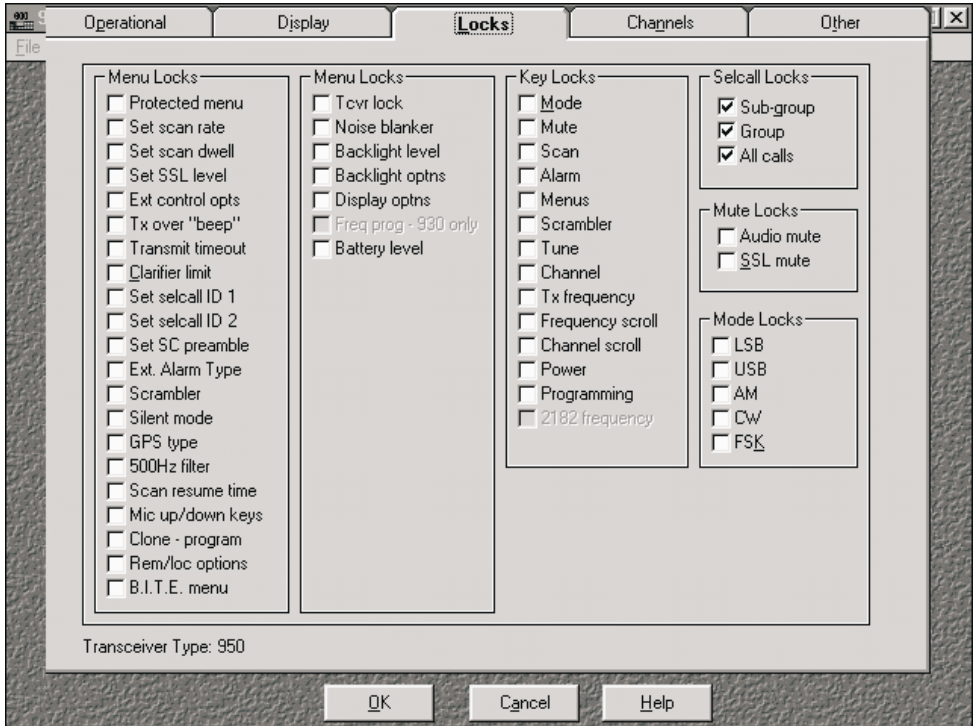 File
Operational
Display
Locks
Channels
Other
Menu Locks
Protected menu
Set scan rate
Set scan dwell
Set SSL level
Ext control opts
Tx over "beep"
Transmit timeout
Clarifier limit
Set selcall ID 1
Set selcall ID 2
Set SC preamble
Ext. Alarm Type
Scrambler
Silent mode
GPS type
500Hz filter
Scan resume time
Mic up/down keys
Clone - program
Rem/loc options
B.I.T.E. menu
Menu Locks
Tcvr lock
Noise blanker
Backlight level
Backlight optns
Display optns
Freq prog - 930 only
Battery level
Key Locks
Mode
Mute
Scan
Alarm
Menus
Scrambler
Tune
Channel
Tx frequency
Frequency scroll
Channel scroll
Power
Programming
2182 frequency
Selcall Locks
Sub-group
Group
All calls
Mute Locks
Audio mute
SSL mute
Mode Locks
LSB
USB
AM
CW
FSK
Transceiver Type: 950
OK
Cancel
Help